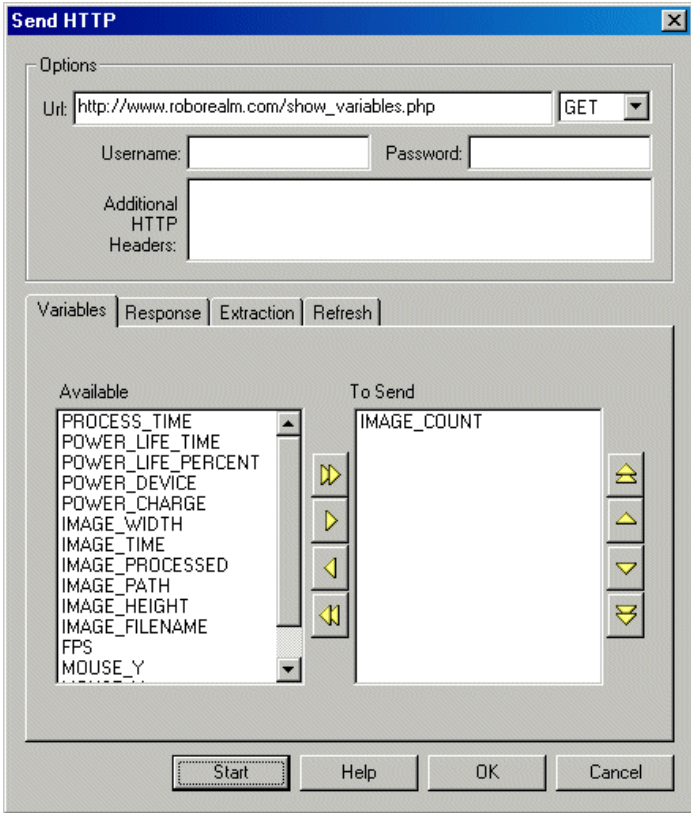 Send HTTP
Options
Url: http://www.roborealm.com/show_variables.php GET
Username: Password:
Additional
HTTP
Headers:
Variables Response Extraction Refresh
Available To Send
PROCESS_TIME IMAGE_COUNT
POWER_LIFE_TIME
POWER_LIFE_PERCENT
POWER_DEVICE
POWER_CHARGE
IMAGE_WIDTH
IMAGE_TIME
IMAGE_PROCESSED
IMAGE_PATH
IMAGE_HEIGHT
IMAGE_FILENAME
FPS
MOUSE_Y
Start Help OK Cancel